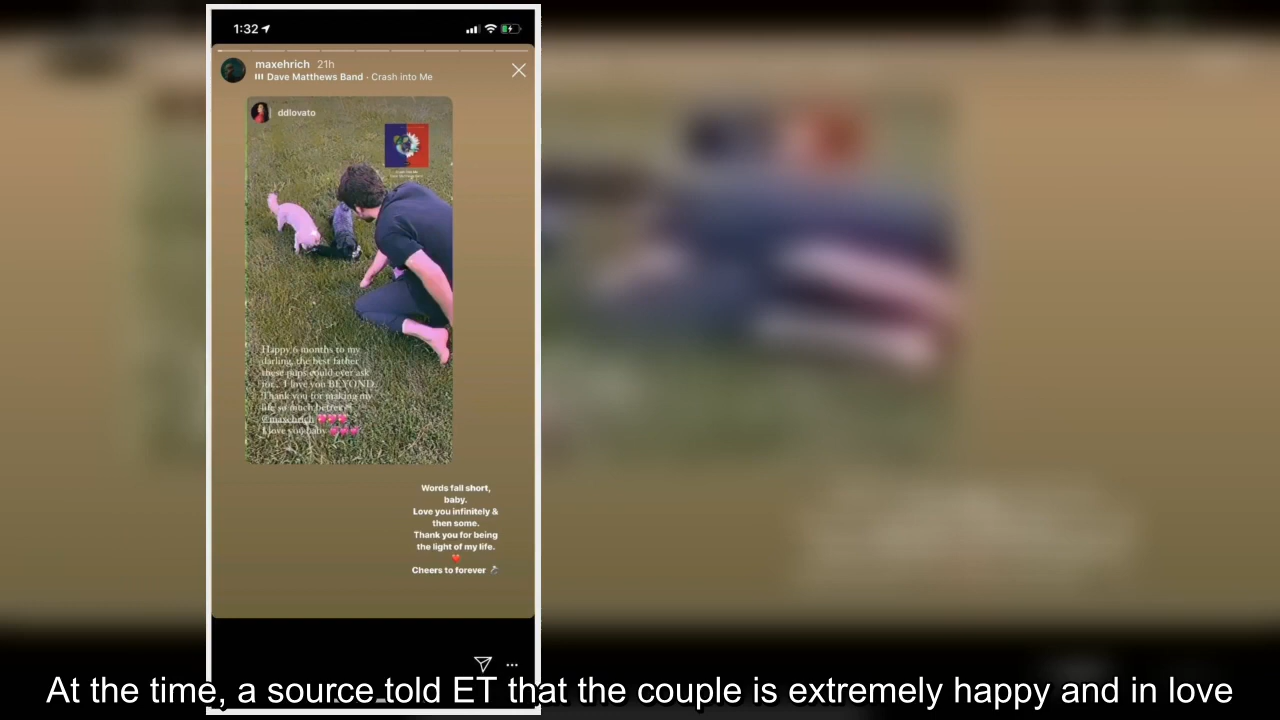 1:32
maxehrich 21h
Dave Matthews Band · Crash into Me
ddlovato
Happy 6 months to my
darling, the best father
these pups could ever ask
for.. I love you BEYOND.
Thank you for making my
life so much better!!
@maxehrich
I love you baby
Words fall short,
baby.
Love you infinitely &
then some.
Thank you for being
the light of my life.
Cheers to forever
At the time, a source told ET that the couple is extremely happy and in love